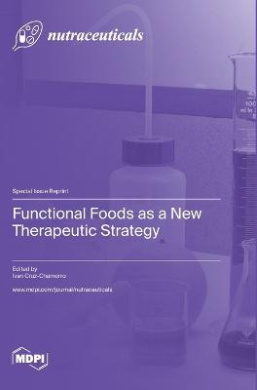 nutraceuticals
Special Issue Reprint
Functional Foods as a New
Therapeutic Strategy
Edited by
Ivan Cruz-Chamorro
www.mdpi.com/journal/nutraceuticals
MDPI